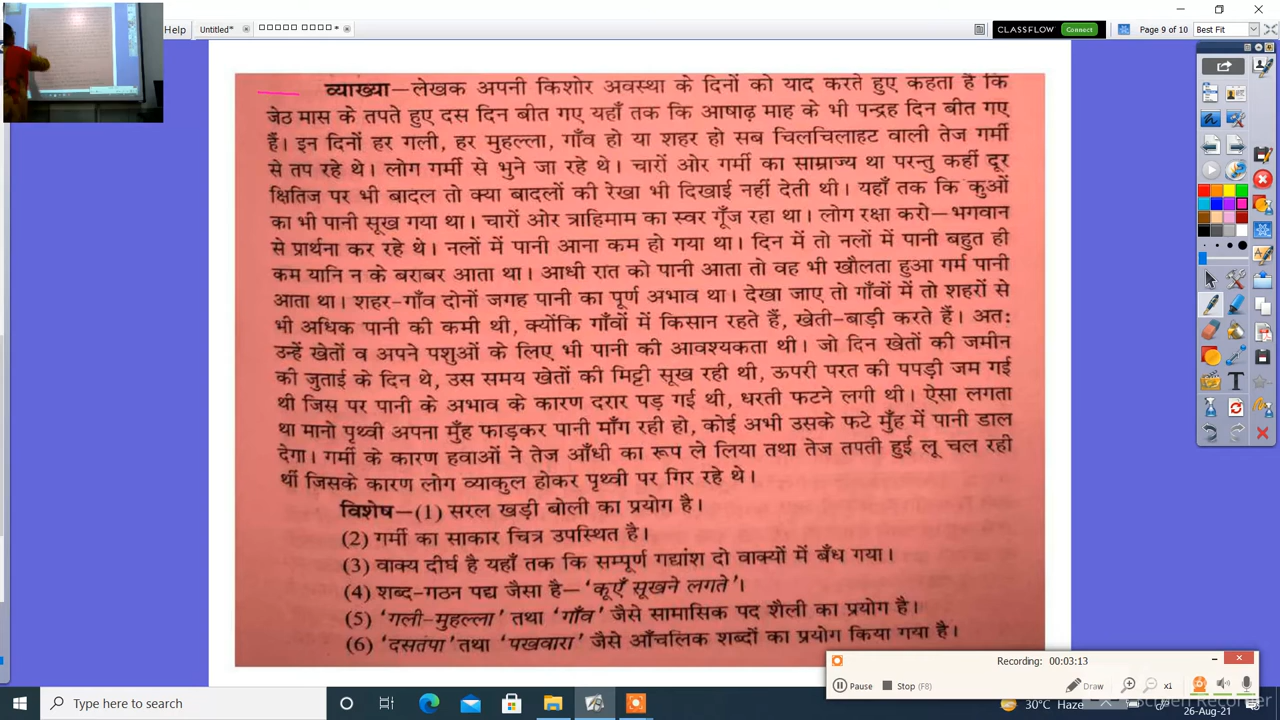 Help
Untitled*
CLASSFLOW Connect
Page 9 of 10
Best Fit
व्याख्या—लेखक अपनी किशोर अवस्था के दिनों को याद करते हुए कहता है कि
जेठ मास के तपते हुए दस दिन बीत गए यहाँ तक कि आषाढ़ माह के भी पन्द्रह दिन बीत गए
हैं। इन दिनों हर गली, हर मुहल्ला, गाँव हो या शहर हो सब चिलचिलाहट वाली तेज गर्मी
से तप रहे थे। लोग गर्मी से भुने जा रहे थे। चारों ओर गर्मी का साम्राज्य था परन्तु कहीं दूर
क्षितिज पर भी बादल तो क्या बादलों की रेखा भी दिखाई नहीं देती थी। यहाँ तक कि कुओं
का भी पानी सूख गया था। चारों ओर त्राहिमाम का स्वर गूँज रहा था। लोग रक्षा करो—भगवान
से प्रार्थना कर रहे थे। नलों में पानी आना कम हो गया था। दिन में तो नलों में पानी बहुत ही
कम यानि न के बराबर आता था। आधी रात को पानी आता तो वह भी खौलता हुआ गर्म पानी
आता था। शहर-गाँव दोनों जगह पानी का पूर्ण अभाव था। देखा जाए तो गाँवों में तो शहरों से
भी अधिक पानी की कमी थी, क्योंकि गाँवों में किसान रहते हैं, खेती-बाड़ी करते हैं। अतः
उन्हें खेतों व अपने पशुओं के लिए भी पानी की आवश्यकता थी। जो दिन खेतों की जमीन
की जुताई के दिन थे, उस समय खेतों की मिट्टी सूख रही थी, ऊपरी परत की पपड़ी जम गई
थी जिस पर पानी के अभाव के कारण दरार पड़ गई थी, धरती फटने लगी थी। ऐसा लगता
था मानो पृथ्वी अपना मुँह फाड़कर पानी माँग रही हो, कोई अभी उसके फटे मुँह में पानी डाल
देगा। गर्मी के कारण हवाओं ने तेज आँधी का रूप ले लिया तथा तेज तपती हुई लू चल रही
थीं जिसके कारण लोग व्याकुल होकर पृथ्वी पर गिर रहे थे।
विशेष—(1) सरल खड़ी बोली का प्रयोग है।
(2) गर्मी का साकार चित्र उपस्थित है।
(3) वाक्य दीर्घ है यहाँ तक कि सम्पूर्ण गद्यांश दो वाक्यों में बँध गया।
(4) शब्द-गठन पद्य जैसा है—‘कूएँ सूखने लगते’।
(5) ‘गली-मुहल्ला’ तथा ‘गाँव’ जैसे सामासिक पद शैली का प्रयोग है।
(6) ‘दसतपा’ तथा ‘पखवारा’ जैसे आँचलिक शब्दों का प्रयोग किया गया है।
Recording: 00:03:13
Pause Stop (F8) Draw x1
Type here to search
30°C Haze
26-Aug-21